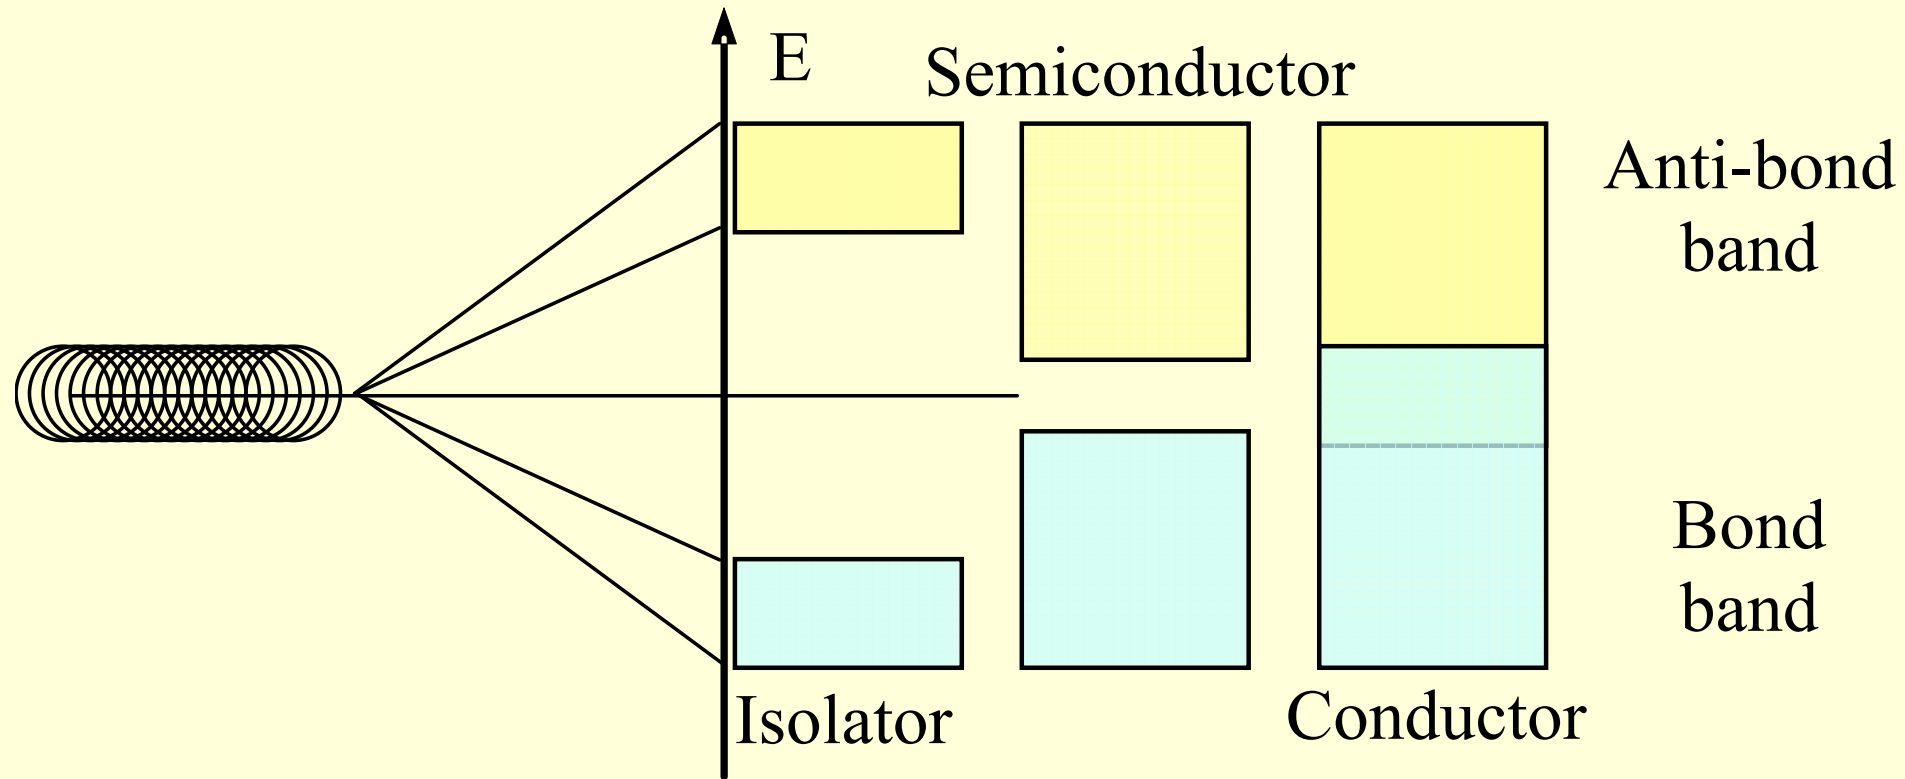 E
Semiconductor
Anti-bond
band
Bond
band
Isolator
Conductor